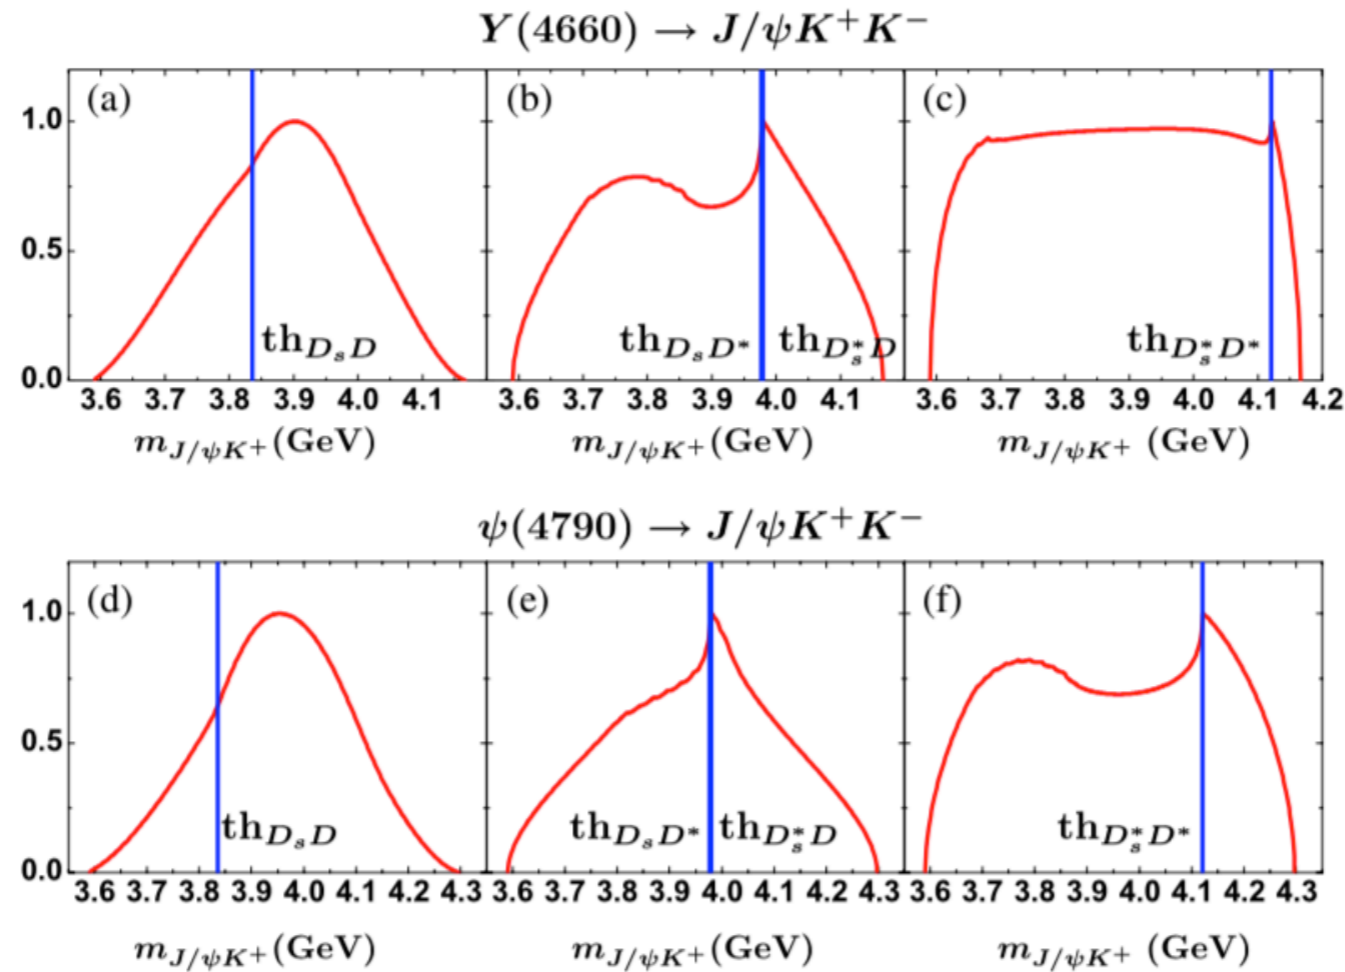 Y(4660) → J/ψK⁺K⁻
(a) (b) (c)
1.0
0.5
th_{D_sD} th_{D_sD*} th_{D_s*D} th_{D_s*D*}
0.0
3.6 3.7 3.8 3.9 4.0 4.1 3.6 3.7 3.8 3.9 4.0 4.1 3.6 3.7 3.8 3.9 4.0 4.1 4.2
m_{J/ψK⁺}(GeV) m_{J/ψK⁺}(GeV) m_{J/ψK⁺} (GeV)
ψ(4790) → J/ψK⁺K⁻
(d) (e) (f)
1.0
0.5
th_{D_sD} th_{D_sD*} th_{D_s*D} th_{D_s*D*}
0.0
3.6 3.7 3.8 3.9 4.0 4.1 4.2 4.3 3.6 3.7 3.8 3.9 4.0 4.1 4.2 4.3 3.6 3.7 3.8 3.9 4.0 4.1 4.2 4.3
m_{J/ψK⁺}(GeV) m_{J/ψK⁺}(GeV) m_{J/ψK⁺} (GeV)